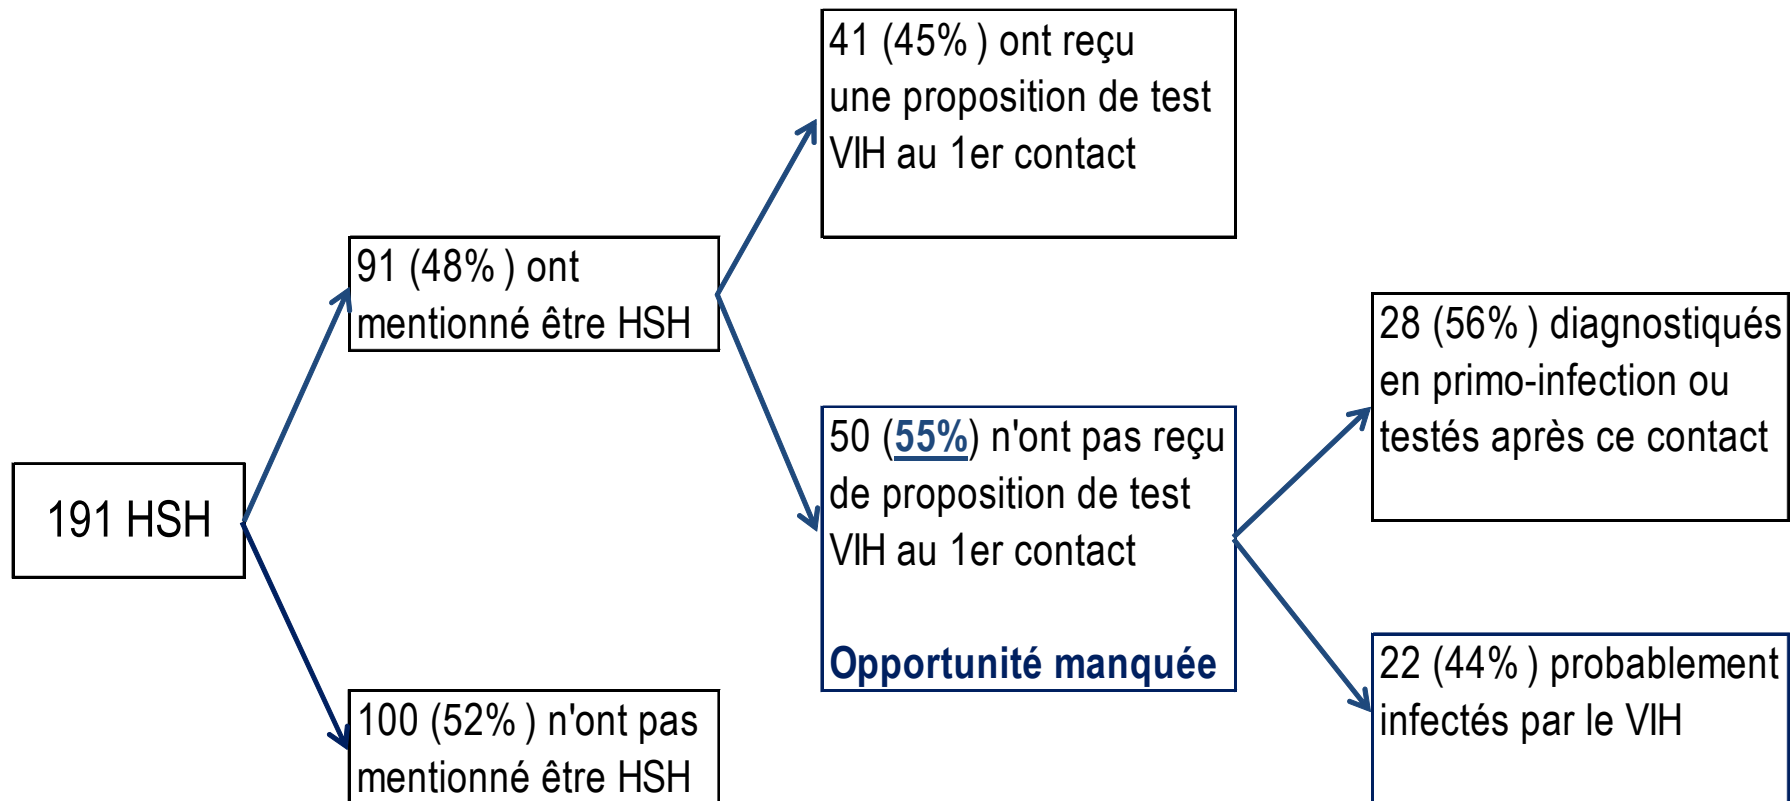 191 HSH
91 (48% ) ont
mentionné être HSH
100 (52% ) n'ont pas
mentionné être HSH
41 (45% ) ont reçu
une proposition de test
VIH au 1er contact
50 (55%) n'ont pas reçu
de proposition de test
VIH au 1er contact
Opportunité manquée
28 (56% ) diagnostiqués
en primo-infection ou
testés après ce contact
22 (44% ) probablement
infectés par le VIH